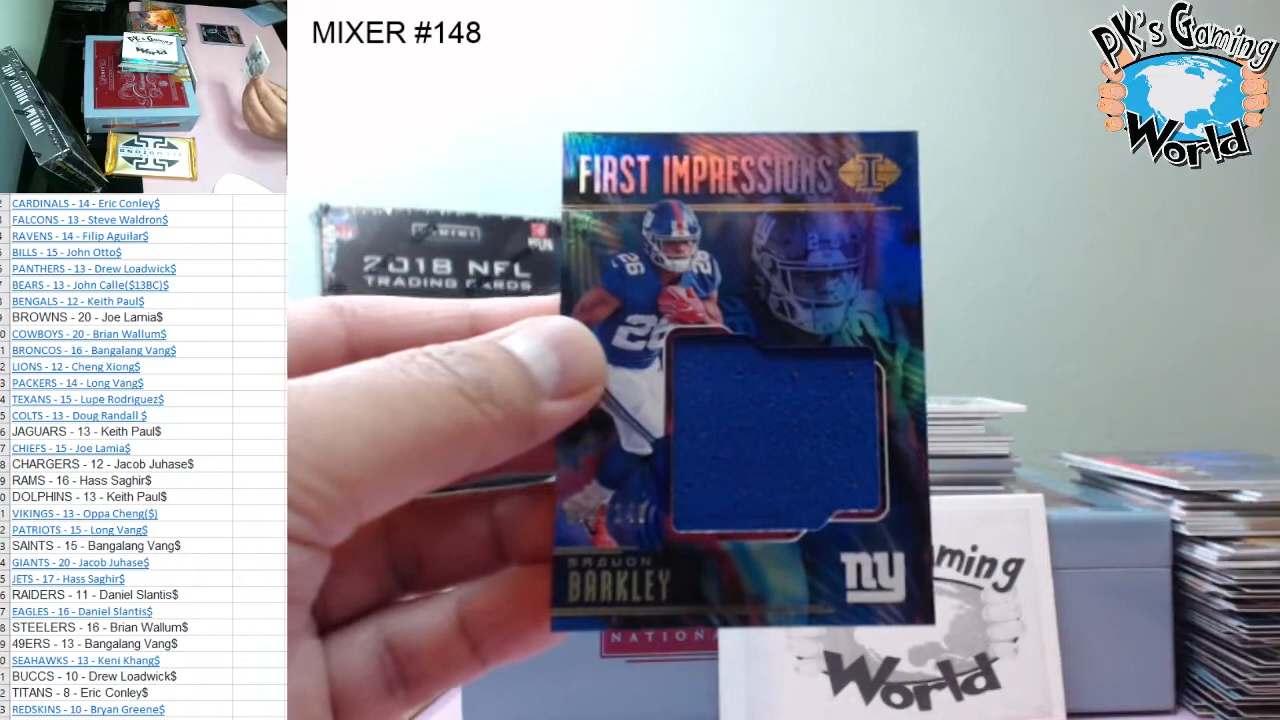 MIXER #148
PK's Gaming
World
CARDINALS - 14 - Eric Conley$
FALCONS - 13 - Steve Waldron$
RAVENS - 14 - Filip Aguilar$
BILLS - 15 - John Otto$
PANTHERS - 13 - Drew Loadwick$
BEARS - 13 - John Calle($13BC)$
BENGALS - 12 - Keith Paul$
BROWNS - 20 - Joe Lamia$
COWBOYS - 20 - Brian Wallum$
BRONCOS - 16 - Bangalang Vang$
LIONS - 12 - Cheng Xiong$
PACKERS - 14 - Long Vang$
TEXANS - 15 - Lupe Rodriguez$
COLTS - 13 - Doug Randall $
JAGUARS - 13 - Keith Paul$
CHIEFS - 15 - Joe Lamia$
CHARGERS - 12 - Jacob Juhase$
RAMS - 16 - Hass Saghir$
DOLPHINS - 13 - Keith Paul$
VIKINGS - 13 - Oppa Cheng($)
PATRIOTS - 15 - Long Vang$
SAINTS - 15 - Bangalang Vang$
GIANTS - 20 - Jacob Juhase$
JETS - 17 - Hass Saghir$
RAIDERS - 11 - Daniel Slantis$
EAGLES - 16 - Daniel Slantis$
STEELERS - 16 - Brian Wallum$
49ERS - 13 - Bangalang Vang$
SEAHAWKS - 13 - Keni Khang$
BUCCS - 10 - Drew Loadwick$
TITANS - 8 - Eric Conley$
REDSKINS - 10 - Bryan Greene$
FIRST IMPRESSIONS I
PANINI
2018 NFL
TRADING CARDS
26
SAQUON
BARKLEY
ny
NATIONA
aming
World